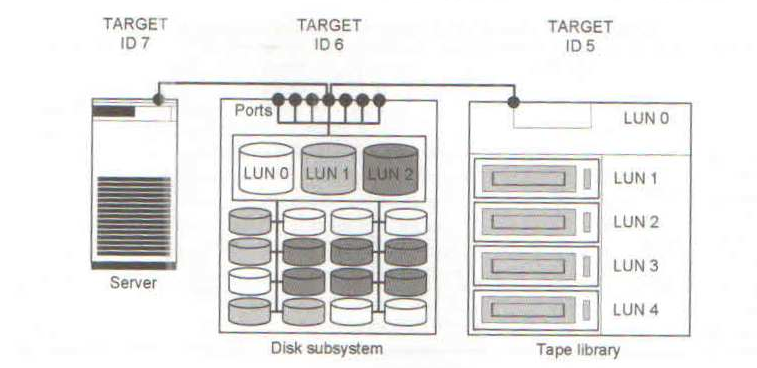 TARGET
ID 7
TARGET
ID 6
TARGET
ID 5
Ports
LUN 0
LUN 1
LUN 2
LUN 0
LUN 1
LUN 2
LUN 3
LUN 4
Server
Disk subsystem
Tape library